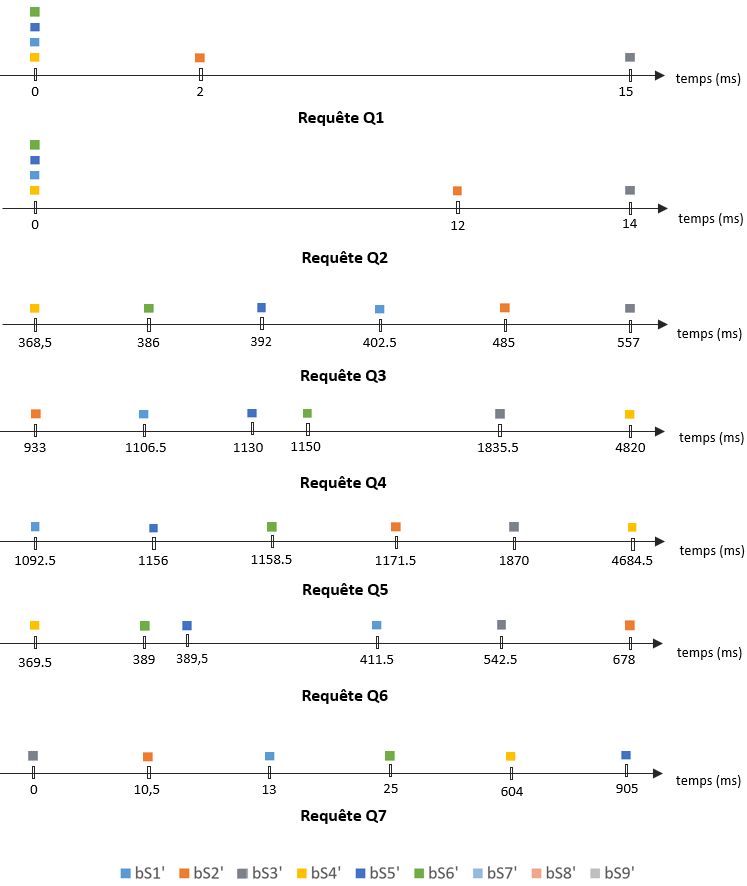 0 2 15 temps (ms)
Requête Q1
0 12 14 temps (ms)
Requête Q2
368,5 386 392 402.5 485 557 temps (ms)
Requête Q3
933 1106.5 1130 1150 1835.5 4820 temps (ms)
Requête Q4
1092.5 1156 1158.5 1171.5 1870 4684.5 temps (ms)
Requête Q5
369.5 389 389,5 411.5 542.5 678 temps (ms)
Requête Q6
0 10,5 13 25 604 905 temps (ms)
Requête Q7
bS1' bS2' bS3' bS4' bS5' bS6' bS7' bS8' bS9'